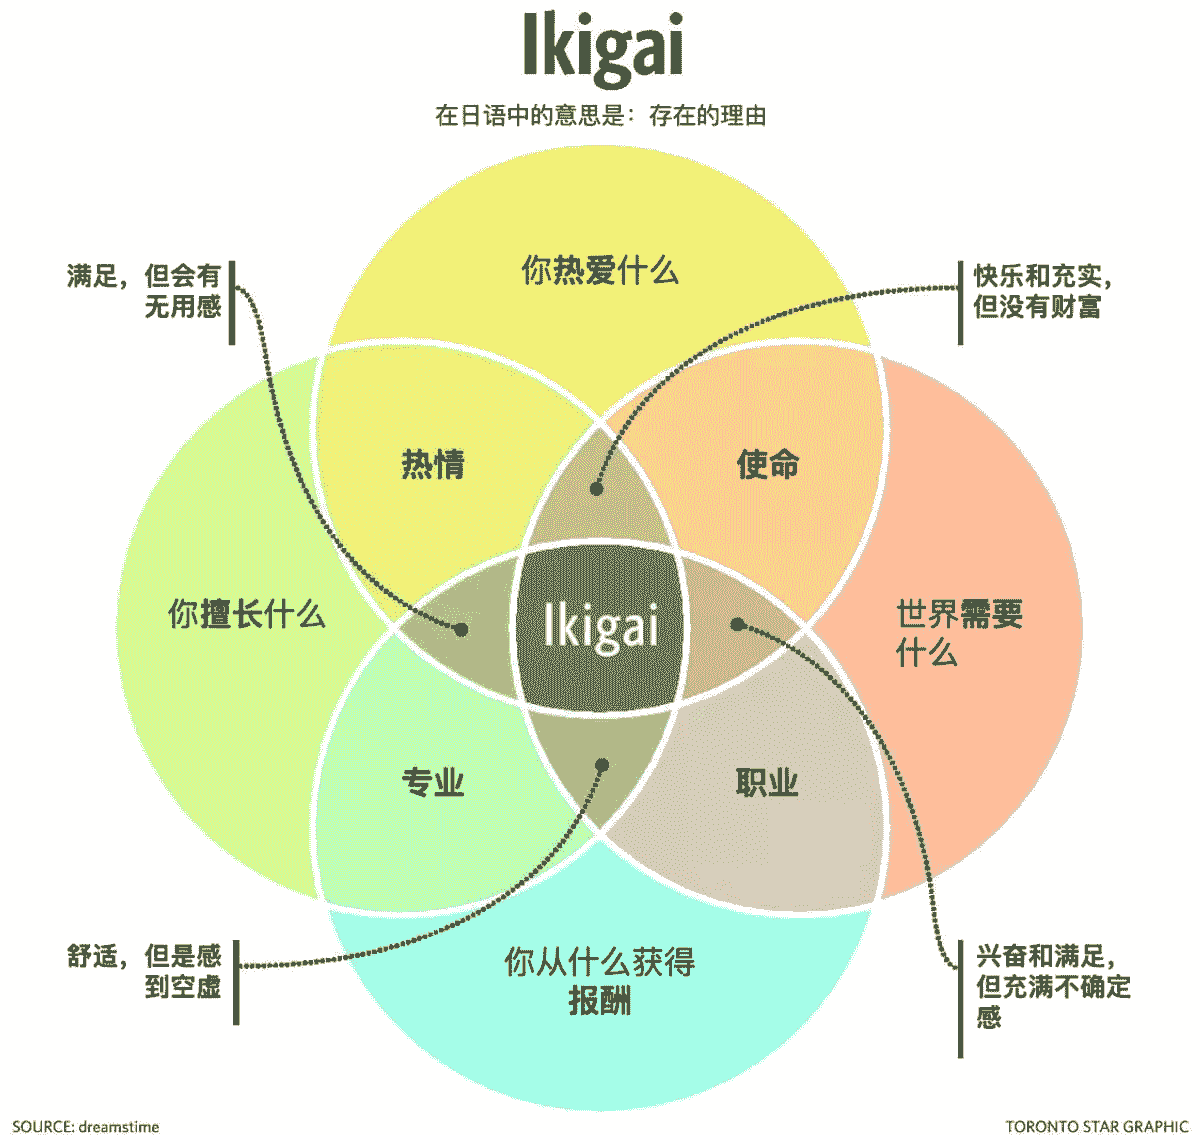 Ikigai
在日语中的意思是：存在的理由
你热爱什么
满足，但会有
无用感
快乐和充实，
但没有财富
热情
使命
你擅长什么
Ikigai
世界需要
什么
专业
职业
舒适，但是感
到空虚
你从什么获得
报酬
兴奋和满足，
但充满不确定
感
SOURCE: dreamstime
TORONTO STAR GRAPHIC